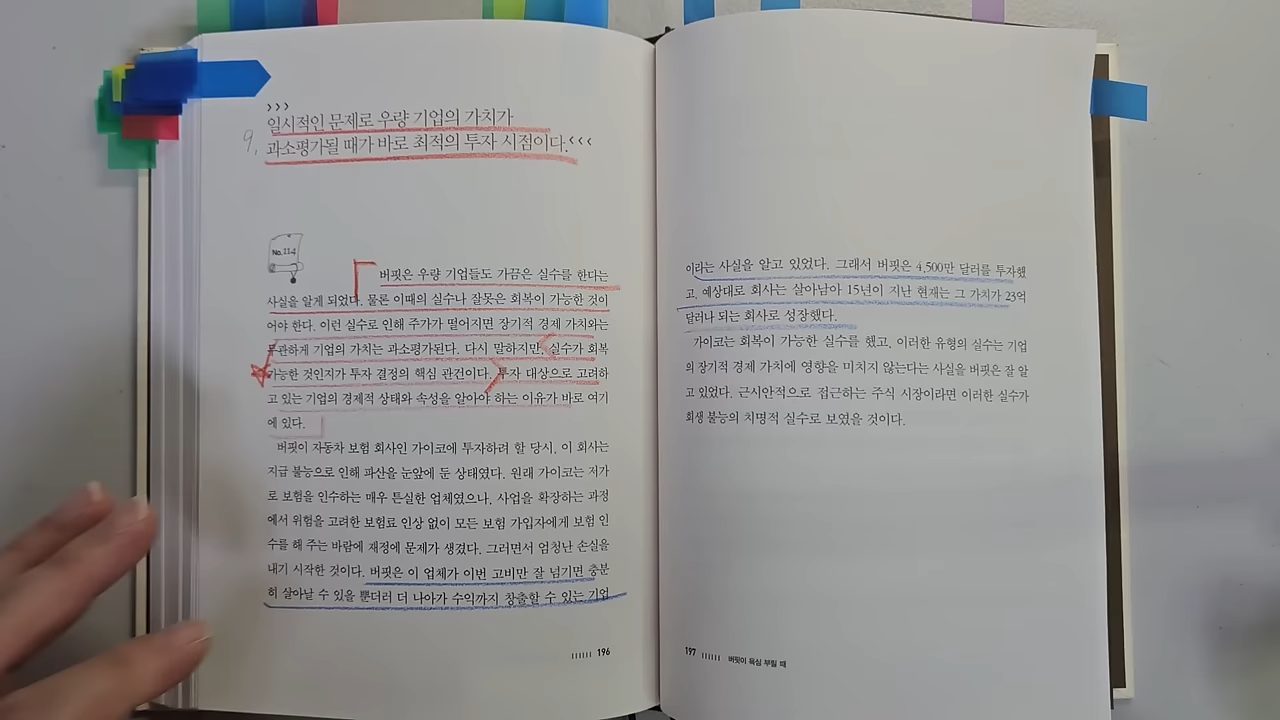 ›››
일시적인 문제로 우량 기업의 가치가
9. 과소평가될 때가 바로 최적의 투자 시점이다.‹‹‹
No.114
버핏은 우량 기업들도 가끔은 실수를 한다는
사실을 알게 되었다. 물론 이때의 실수나 잘못은 회복이 가능한 것이
어야 한다. 이런 실수로 인해 주가가 떨어지면 장기적 경제 가치와는
무관하게 기업의 가치는 과소평가된다. 다시 말하지만, 실수가 회복
가능한 것인지가 투자 결정의 핵심 관건이다. 투자 대상으로 고려하
고 있는 기업의 경제적 상태와 속성을 알아야 하는 이유가 바로 여기
에 있다.
버핏이 자동차 보험 회사인 가이코에 투자하려 할 당시, 이 회사는
지급 불능으로 인해 파산을 눈앞에 둔 상태였다. 원래 가이코는 저가
로 보험을 인수하는 매우 튼실한 업체였으나, 사업을 확장하는 과정
에서 위험을 고려한 보험료 인상 없이 모든 보험 가입자에게 보험 인
수를 해 주는 바람에 재정에 문제가 생겼다. 그러면서 엄청난 손실을
내기 시작한 것이다. 버핏은 이 업체가 이번 고비만 잘 넘기면 충분
히 살아날 수 있을 뿐더러 더 나아가 수익까지 창출할 수 있는 기업
196
이라는 사실을 알고 있었다. 그래서 버핏은 4,500만 달러를 투자했
고, 예상대로 회사는 살아남아 15년이 지난 현재는 그 가치가 23억
달러나 되는 회사로 성장했다.
가이코는 회복이 가능한 실수를 했고, 이러한 유형의 실수는 기업
의 장기적 경제 가치에 영향을 미치지 않는다는 사실을 버핏은 잘 알
고 있었다. 근시안적으로 접근하는 주식 시장이라면 이러한 실수가
회생 불능의 치명적 실수로 보였을 것이다.
197 버핏이 욕심 부릴 때